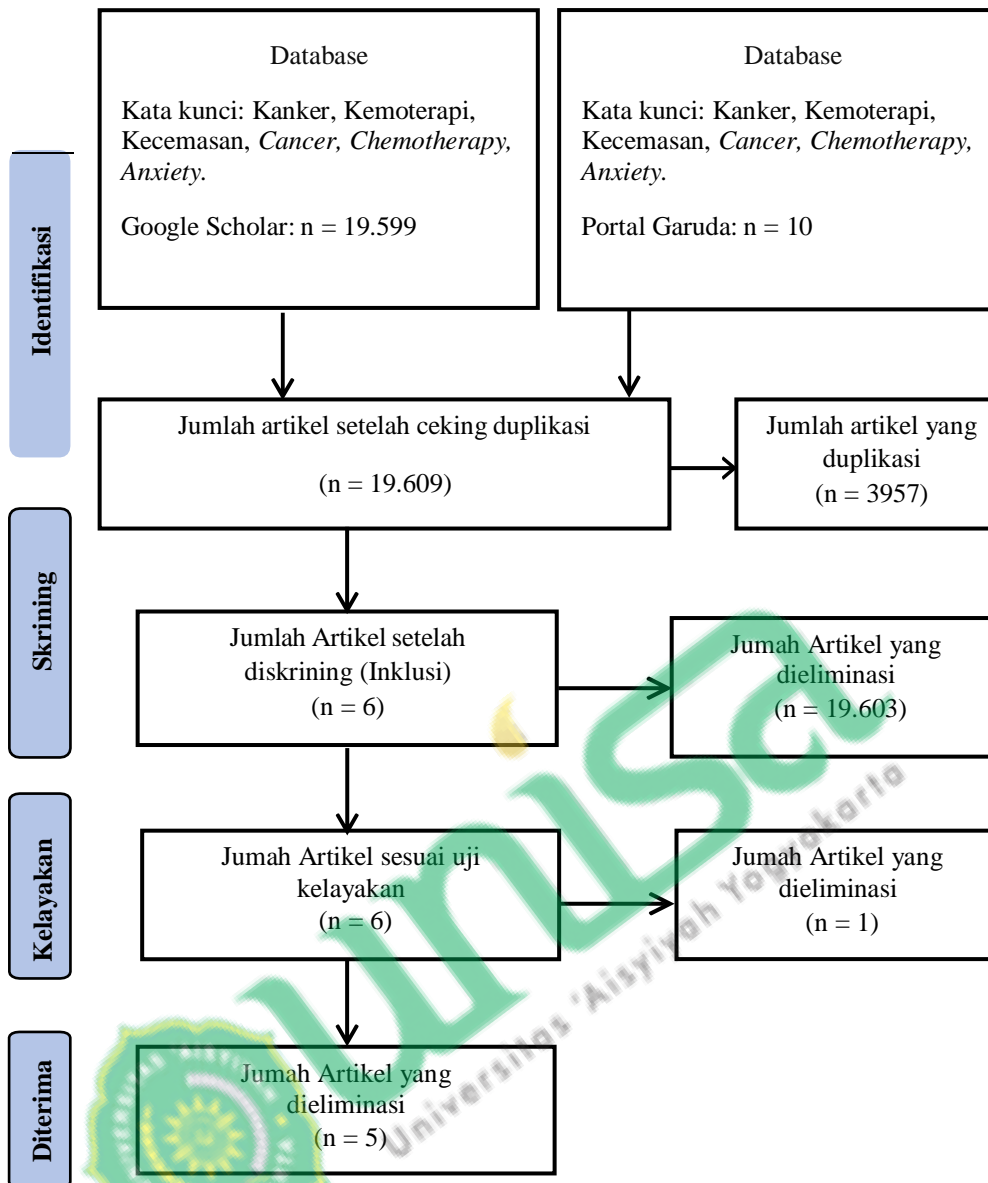 Database
Kata kunci: Kanker, Kemoterapi,
Kecemasan, Cancer, Chemotherapy,
Anxiety.
Google Scholar: n = 19.599
Database
Kata kunci: Kanker, Kemoterapi,
Kecemasan, Cancer, Chemotherapy,
Anxiety.
Portal Garuda: n = 10
Identifikasi
Jumlah artikel setelah ceking duplikasi
(n = 19.609)
Jumlah artikel yang
duplikasi
(n = 3957)
Skrining
Jumlah Artikel setelah
diskrining (Inklusi)
(n = 6)
Jumah Artikel yang
dieliminasi
(n = 19.603)
Kelayakan
Jumah Artikel sesuai uji
kelayakan
(n = 6)
Jumah Artikel yang
dieliminasi
(n = 1)
Diterima
Jumah Artikel yang
dieliminasi
(n = 5)
unisa
Universitas 'Aisyiyah Yogyakarta